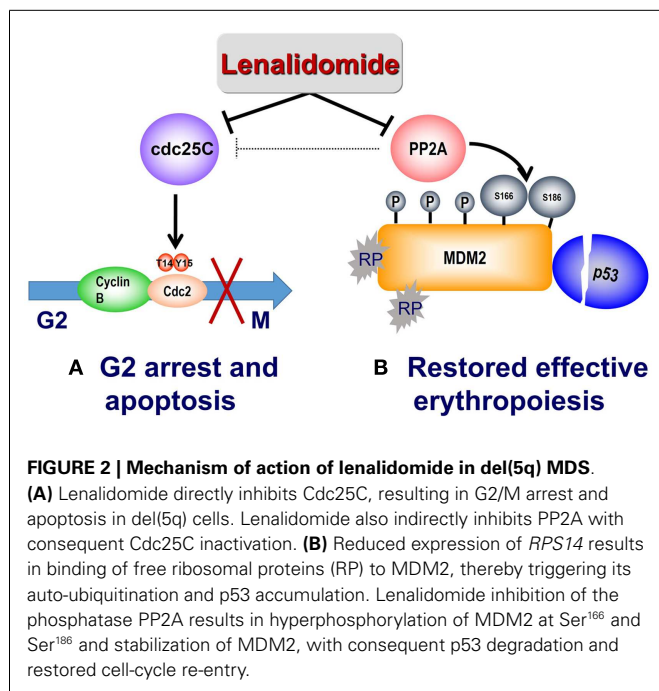 Lenalidomide
cdc25C
PP2A
S166
S186
P P P
T14 Y15
RP
MDM2
p53
Cyclin
B
Cdc2
RP
G2
M
A G2 arrest and
apoptosis
B Restored effective
erythropoiesis
FIGURE 2 | Mechanism of action of lenalidomide in del(5q) MDS.
(A) Lenalidomide directly inhibits Cdc25C, resulting in G2/M arrest and
apoptosis in del(5q) cells. Lenalidomide also indirectly inhibits PP2A with
consequent Cdc25C inactivation. (B) Reduced expression of RPS14 results
in binding of free ribosomal proteins (RP) to MDM2, thereby triggering its
auto-ubiquitination and p53 accumulation. Lenalidomide inhibition of the
phosphatase PP2A results in hyperphosphorylation of MDM2 at Ser¹⁶⁶ and
Ser¹⁸⁶ and stabilization of MDM2, with consequent p53 degradation and
restored cell-cycle re-entry.